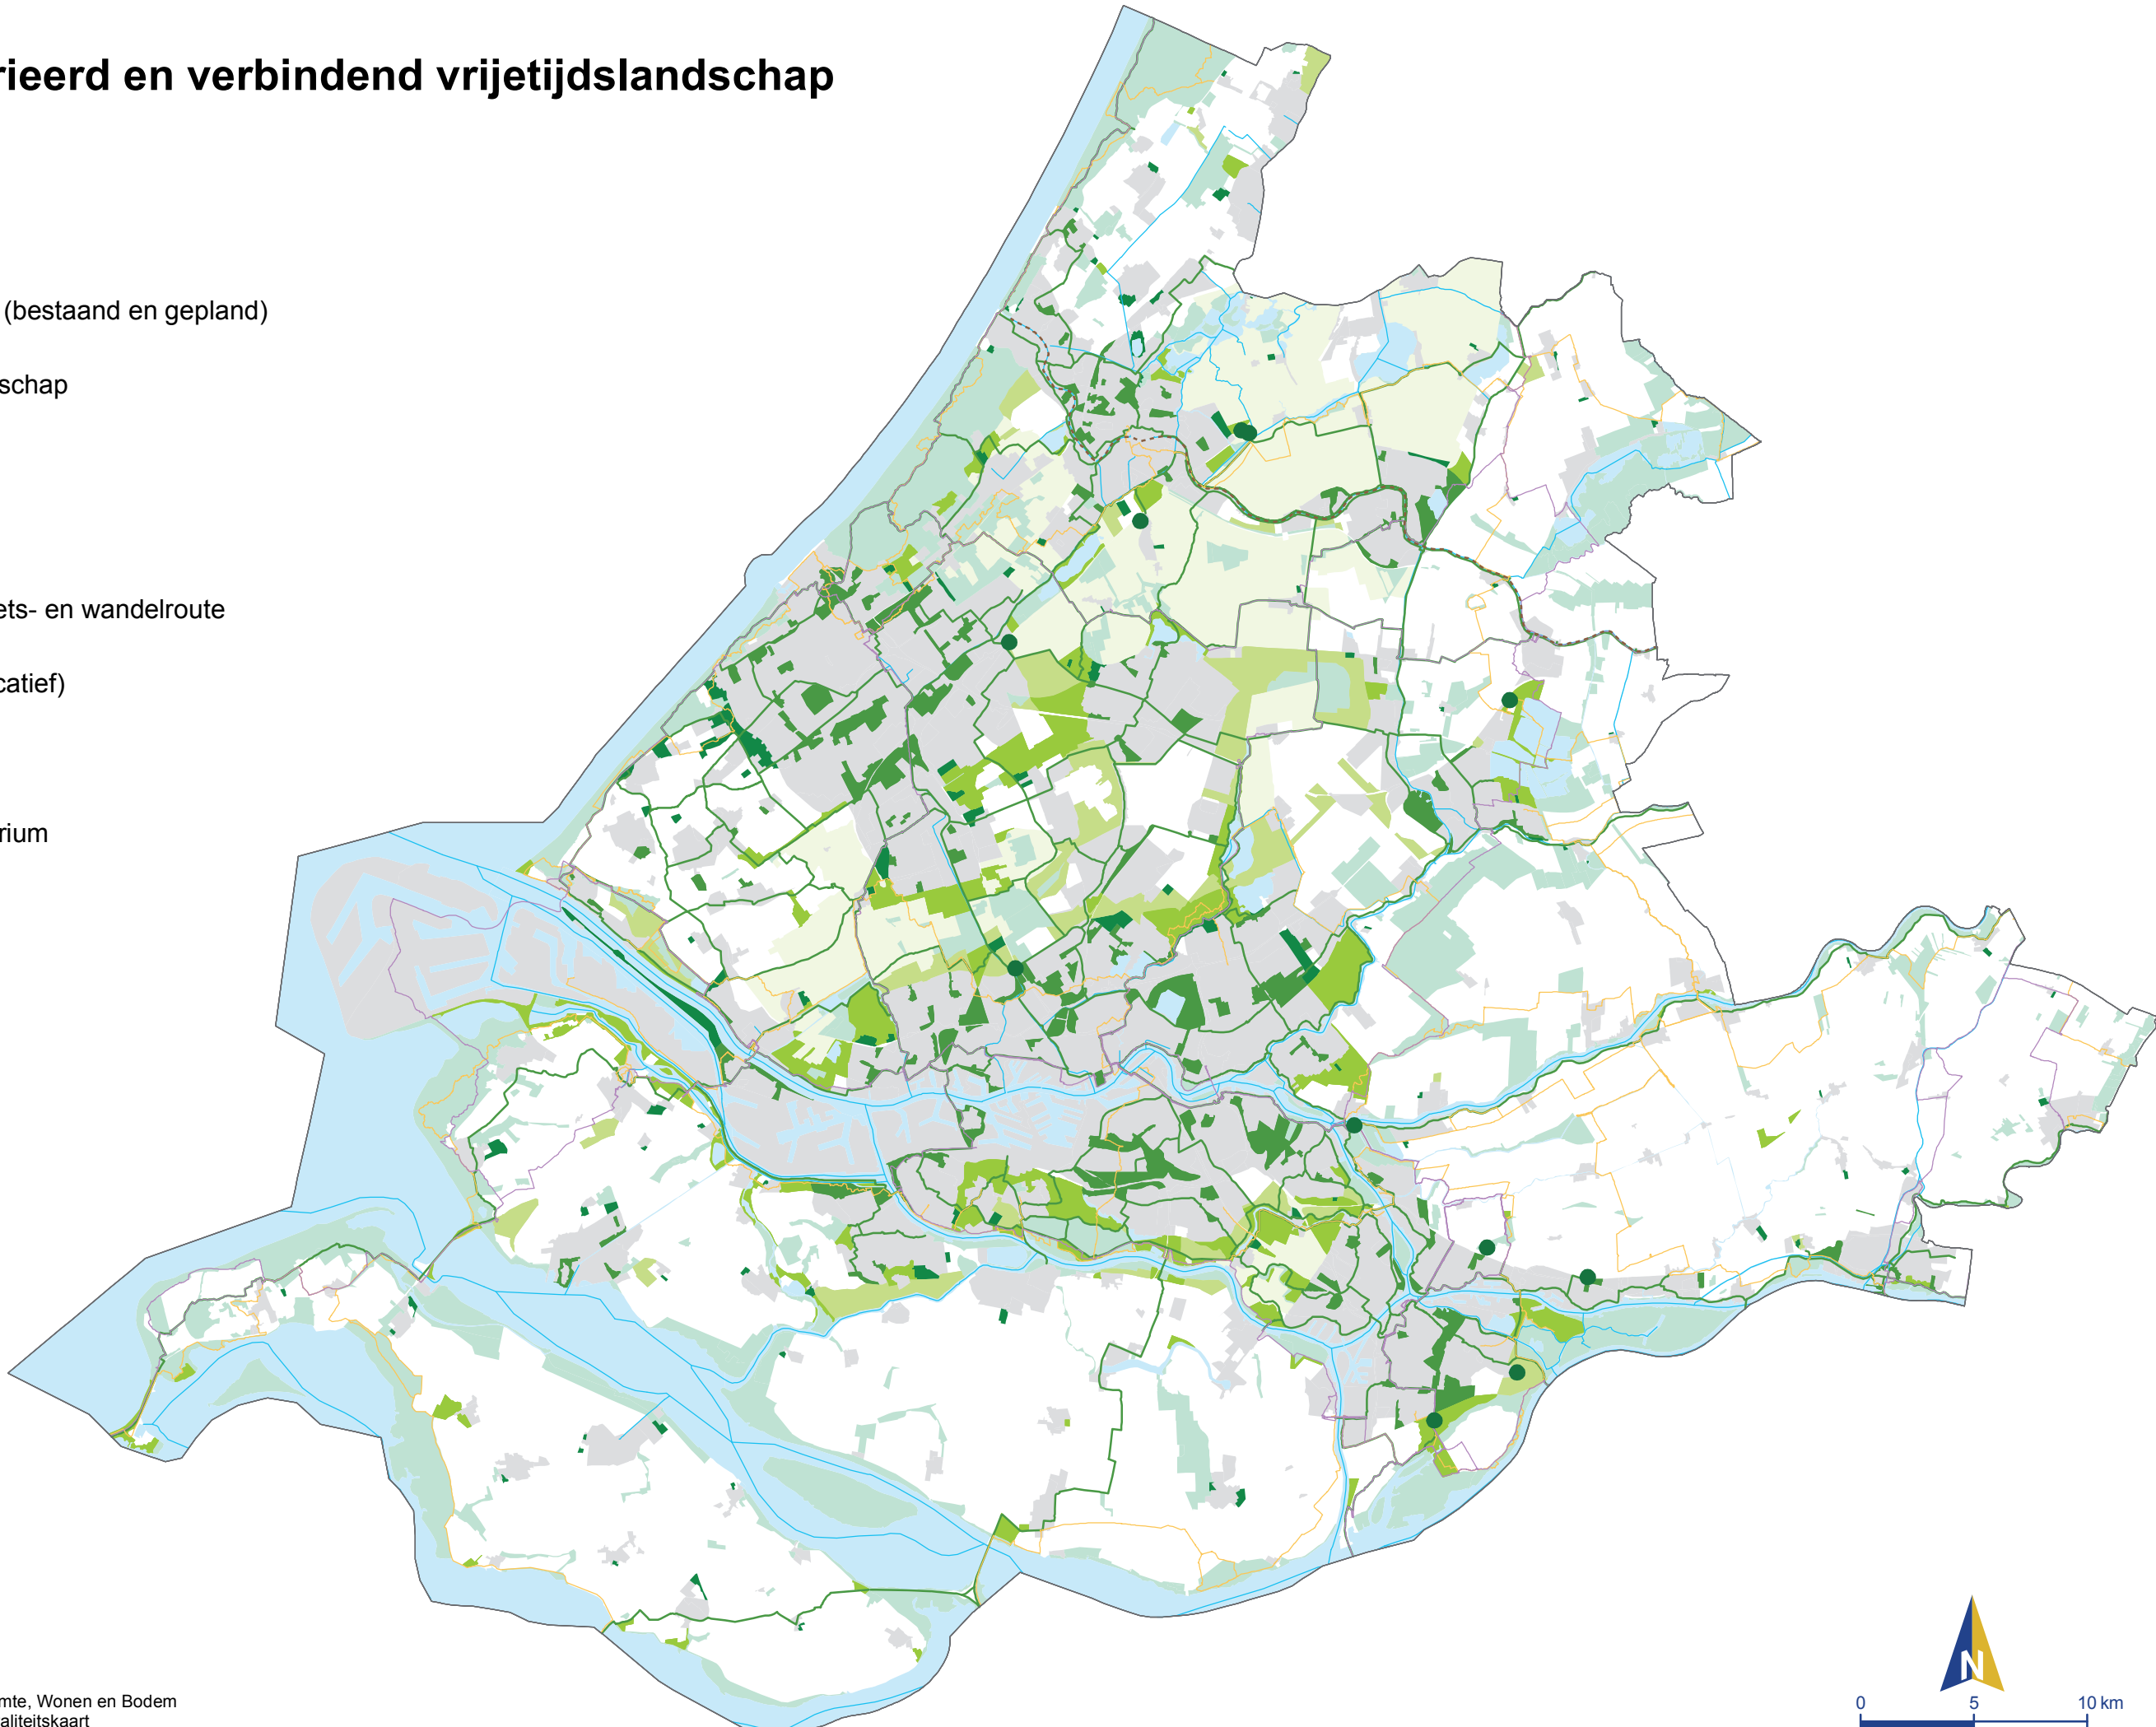 rieerd en verbindend vrijetijdslandschap
(bestaand en gepland)
schap
ets- en wandelroute
catief)
rium
mte, Wonen en Bodem
aliteitskaart
N
0 5 10 km